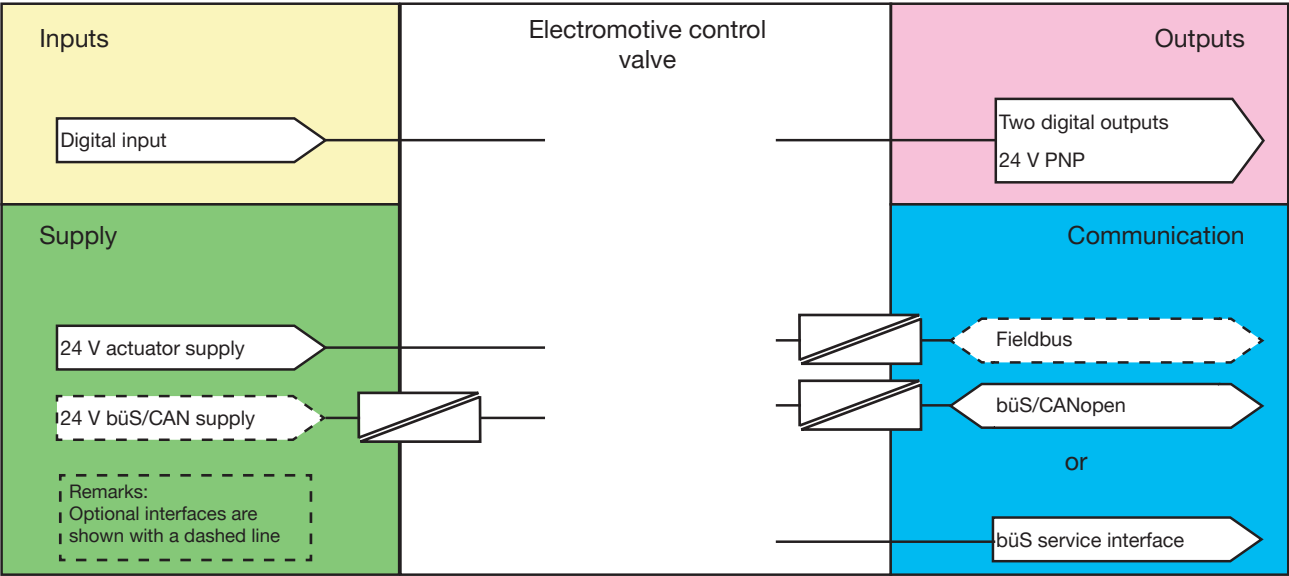 Inputs
Electromotive control
valve
Outputs
Digital input
Two digital outputs
24 V PNP
Supply
Communication
24 V actuator supply
Fieldbus
24 V büS/CAN supply
büS/CANopen
or
Remarks:
Optional interfaces are
shown with a dashed line
büS service interface